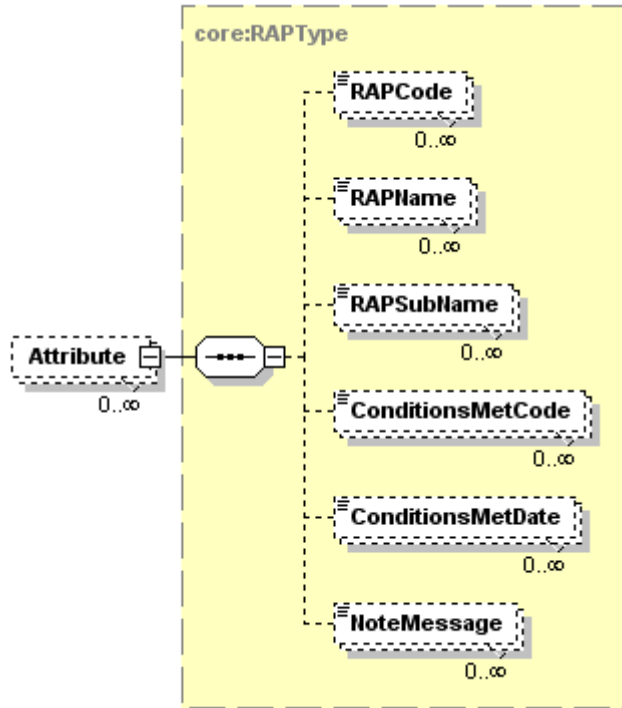 core:RAPType
RAPCode
0..∞
RAPName
0..∞
RAPSubName
0..∞
Attribute
0..∞
ConditionsMetCode
0..∞
ConditionsMetDate
0..∞
NoteMessage
0..∞